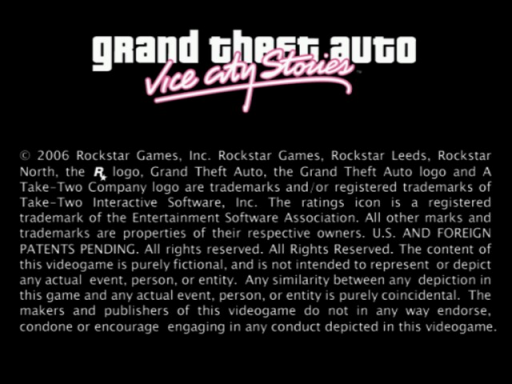 grand theft auto
Vice City Stories
™
© 2006 Rockstar Games, Inc. Rockstar Games, Rockstar Leeds, Rockstar
North, the R★ logo, Grand Theft Auto, the Grand Theft Auto logo and A
Take-Two Company logo are trademarks and/or registered trademarks of
Take-Two Interactive Software, Inc. The ratings icon is a registered
trademark of the Entertainment Software Association. All other marks and
trademarks are properties of their respective owners. U.S. AND FOREIGN
PATENTS PENDING. All rights reserved. All Rights Reserved. The content of
this videogame is purely fictional, and is not intended to represent or depict
any actual event, person, or entity. Any similarity between any depiction in
this game and any actual event, person, or entity is purely coincidental. The
makers and publishers of this videogame do not in any way endorse,
condone or encourage engaging in any conduct depicted in this videogame.